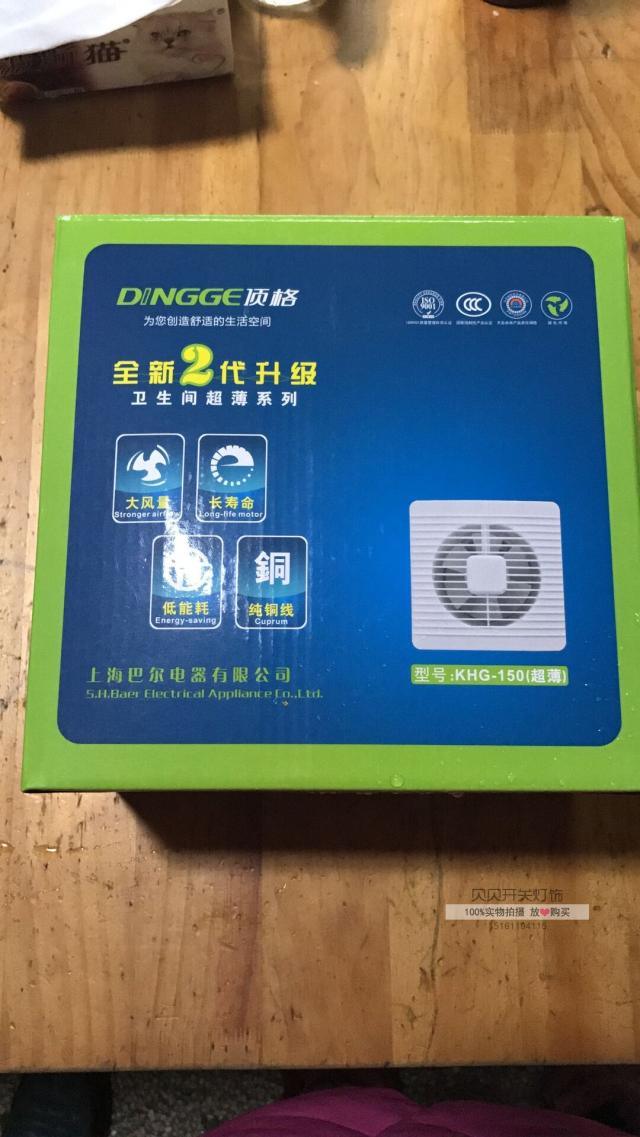 猫
DINGGE顶格
为您创造舒适的生活空间
ISO
9001
CCC
全新2代升级
卫生间超薄系列
大风量
Stronger airflow
长寿命
Long-life motor
低能耗
Energy-saving
銅
纯铜线
Cuprum
型号:KHG-150(超薄)
上海巴尔电器有限公司
S.H.Baer Electrical Appliance Co.,Ltd.
贝贝开关灯饰
100%实物拍摄 放❤购买
15161194115